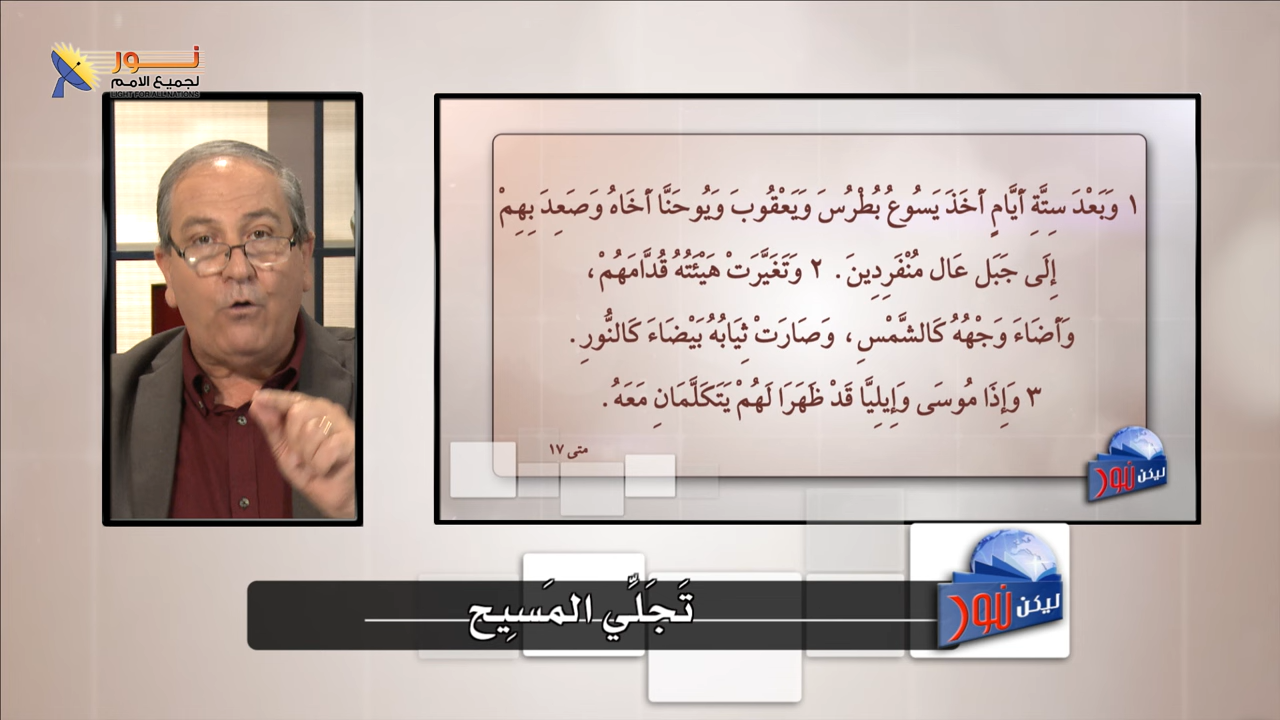 نور
لجميع الامم
LIGHT FOR ALL NATIONS
١ وَبَعْدَ سِتَّةِ أَيَّامٍ أَخَذَ يَسُوعُ بُطْرُسَ وَيَعْقُوبَ وَيُوحَنَّا أَخَاهُ وَصَعِدَ بِهِمْ
إِلَى جَبَل عَال مُنْفَرِدِينَ. ٢ وَتَغَيَّرَتْ هَيْئَتُهُ قُدَّامَهُمْ،
وَأَضَاءَ وَجْهُهُ كَالشَّمْسِ، وَصَارَتْ ثِيَابُهُ بَيْضَاءَ كَالنُّورِ.
٣ وَإِذَا مُوسَى وَإِيلِيَّا قَدْ ظَهَرَا لَهُمْ يَتَكَلَّمَانِ مَعَهُ.
متى ١٧
ليكن نور
تَجَلِّي المَسِيح
ليكن نور